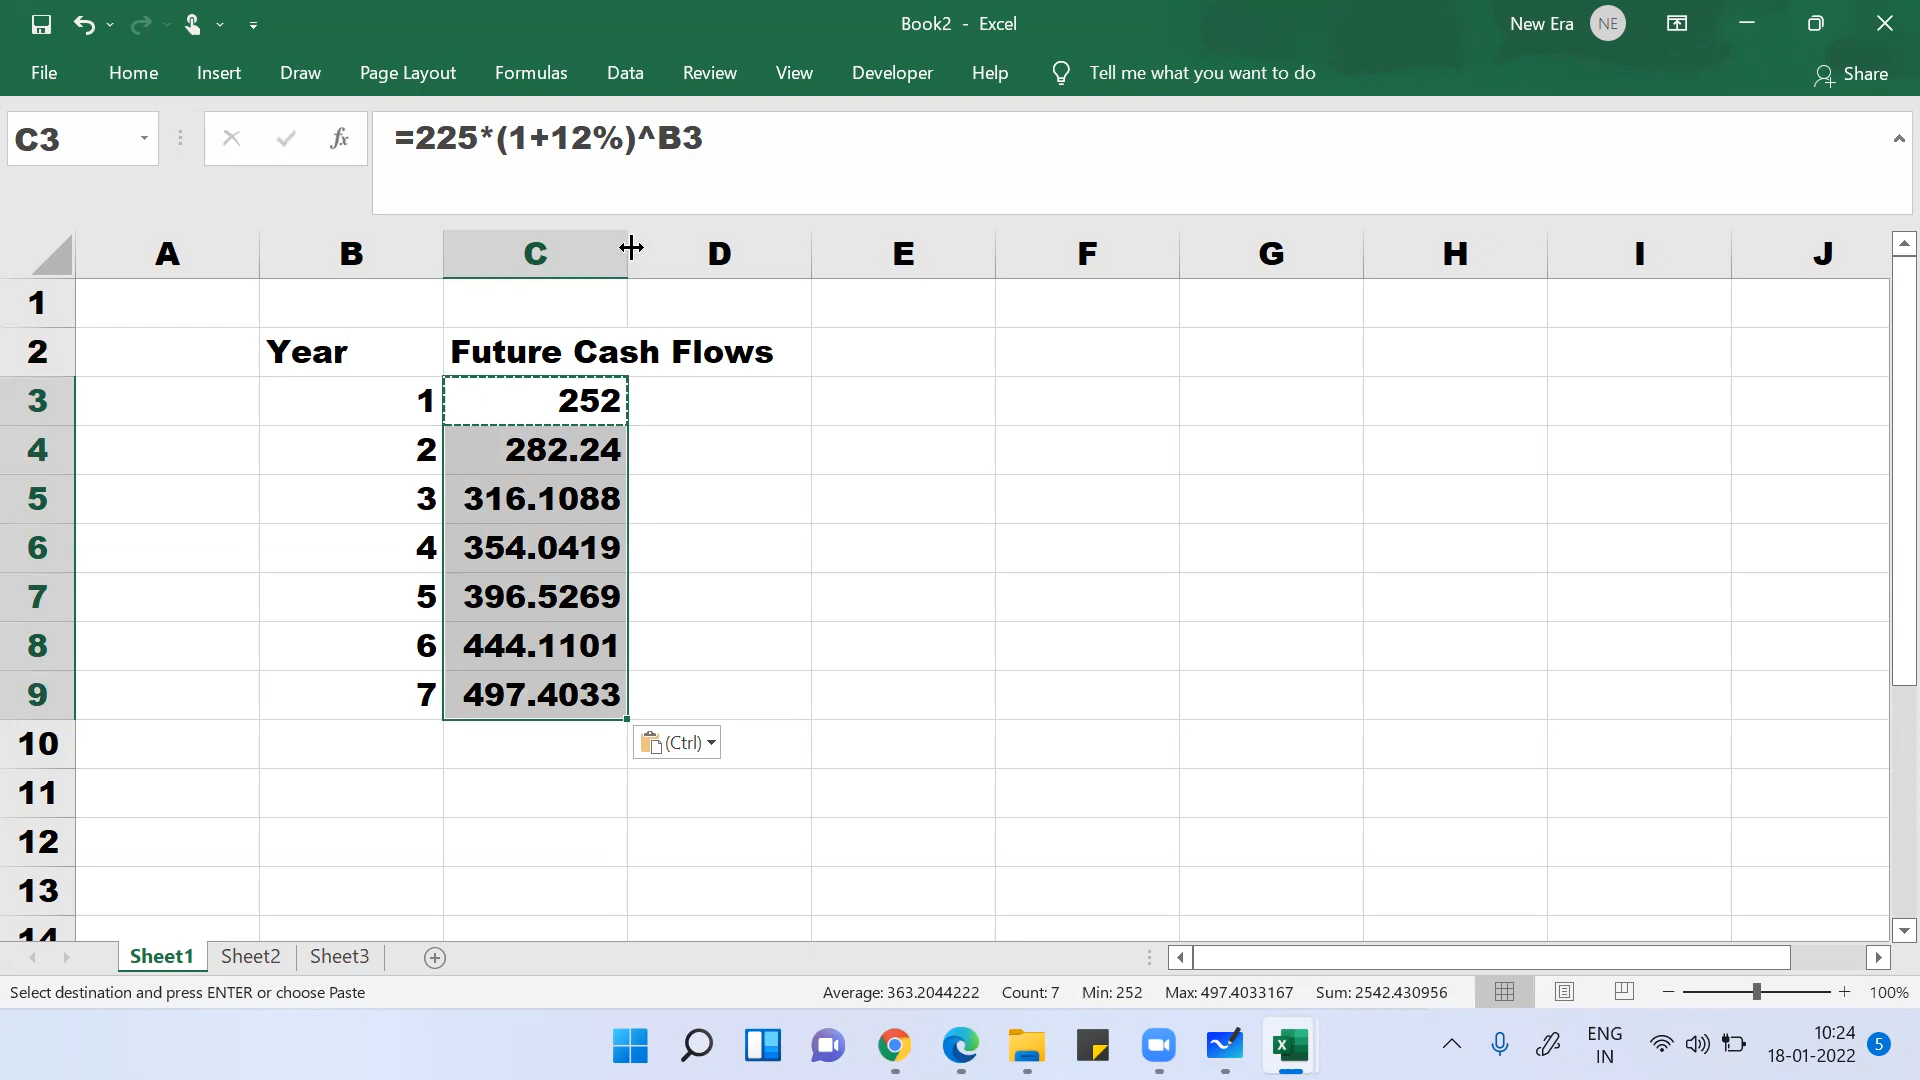 Book2 - Excel
New Era NE
File Home Insert Draw Page Layout Formulas Data Review View Developer Help Tell me what you want to do Share
C3 fx =225*(1+12%)^B3
A B C D E F G H I J
1
2 Year Future Cash Flows
3 1 252
4 2 282.24
5 3 316.1088
6 4 354.0419
7 5 396.5269
8 6 444.1101
9 7 497.4033
10 (Ctrl)
11
12
13
14
Sheet1 Sheet2 Sheet3
Select destination and press ENTER or choose Paste Average: 363.2044222 Count: 7 Min: 252 Max: 497.4033167 Sum: 2542.430956 100%
ENG 10:24
IN 18-01-2022 5